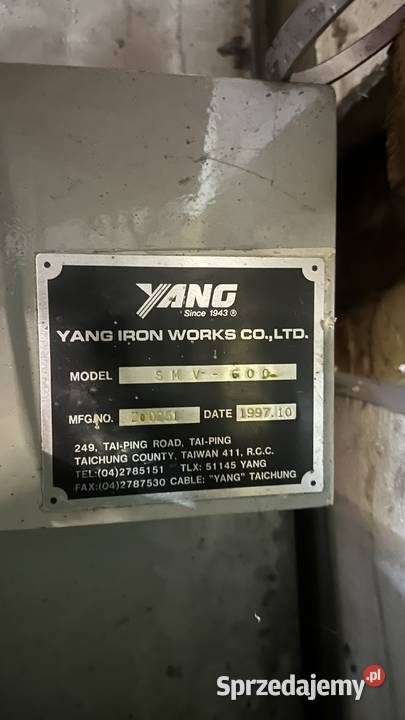 YANG
Since 1943 ®
YANG IRON WORKS CO.,LTD.
MODEL SMV-600
MFG.NO. DATE 1997.10
249, TAI-PING ROAD, TAI-PING
TAICHUNG COUNTY, TAIWAN 411, R.C.C.
TEL:(04)2785151 TLX: 51145 YANG
FAX:(04)2787530 CABLE: "YANG" TAICHUNG
Sprzedajemy.pl